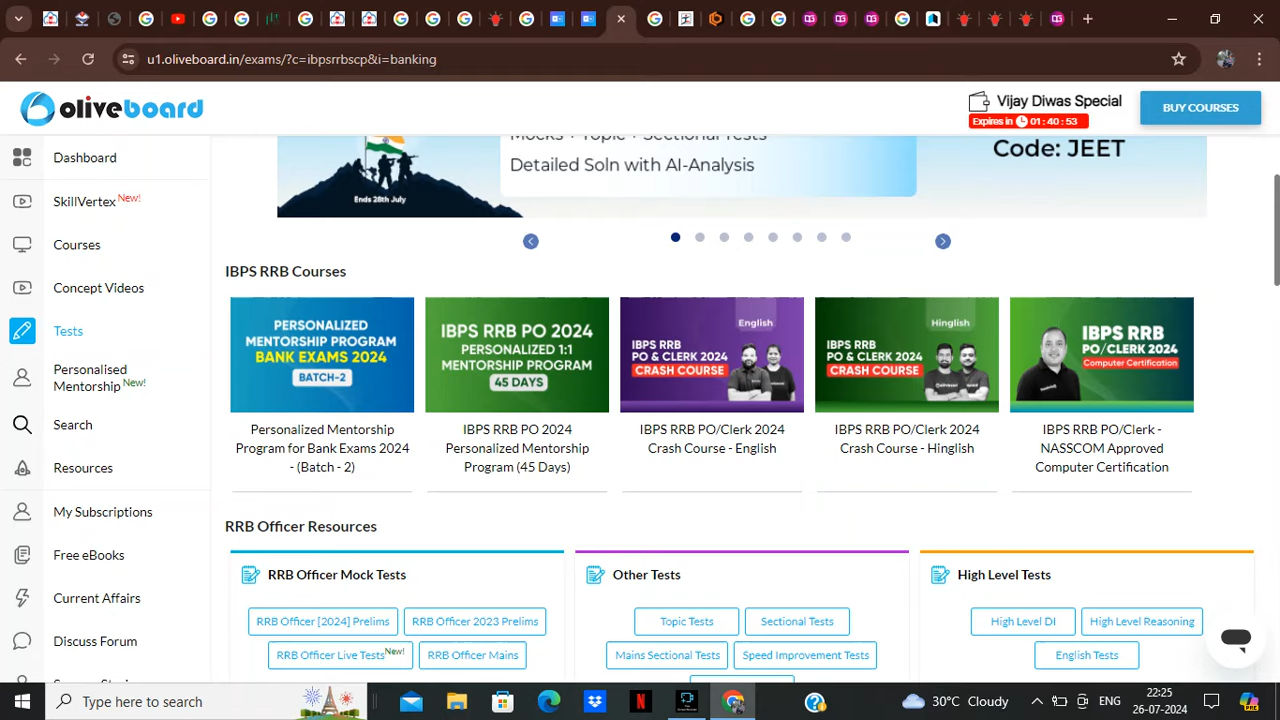 u1.oliveboard.in/exams/?c=ibpsrrbscp&i=banking
oliveboard
Vijay Diwas Special
Expires in 01 : 40 : 53
BUY COURSES
Dashboard
SkillVertex New!
Courses
Concept Videos
Tests
Personalised
Mentorship New!
Search
Resources
My Subscriptions
Free eBooks
Current Affairs
Discuss Forum
Mocks + Topic + Sectional Tests
Detailed Soln with AI-Analysis
Code: JEET
Ends 28th July
IBPS RRB Courses
PERSONALIZED
MENTORSHIP PROGRAM
BANK EXAMS 2024
BATCH-2
IBPS RRB PO 2024
PERSONALIZED 1:1
MENTORSHIP PROGRAM
45 DAYS
English
IBPS RRB
PO & CLERK 2024
CRASH COURSE
Hinglish
IBPS RRB
PO & CLERK 2024
CRASH COURSE
IBPS RRB
PO/CLERK 2024
Computer Certification
Personalized Mentorship
Program for Bank Exams 2024
- (Batch - 2)
IBPS RRB PO 2024
Personalized Mentorship
Program (45 Days)
IBPS RRB PO/Clerk 2024
Crash Course - English
IBPS RRB PO/Clerk 2024
Crash Course - Hinglish
IBPS RRB PO/Clerk -
NASSCOM Approved
Computer Certification
RRB Officer Resources
RRB Officer Mock Tests
RRB Officer [2024] Prelims
RRB Officer 2023 Prelims
RRB Officer Live Tests New!
RRB Officer Mains
Other Tests
Topic Tests
Sectional Tests
Mains Sectional Tests
Speed Improvement Tests
High Level Tests
High Level DI
High Level Reasoning
English Tests
Type here to search
30°C Cloudy
ENG
22:25
26-07-2024